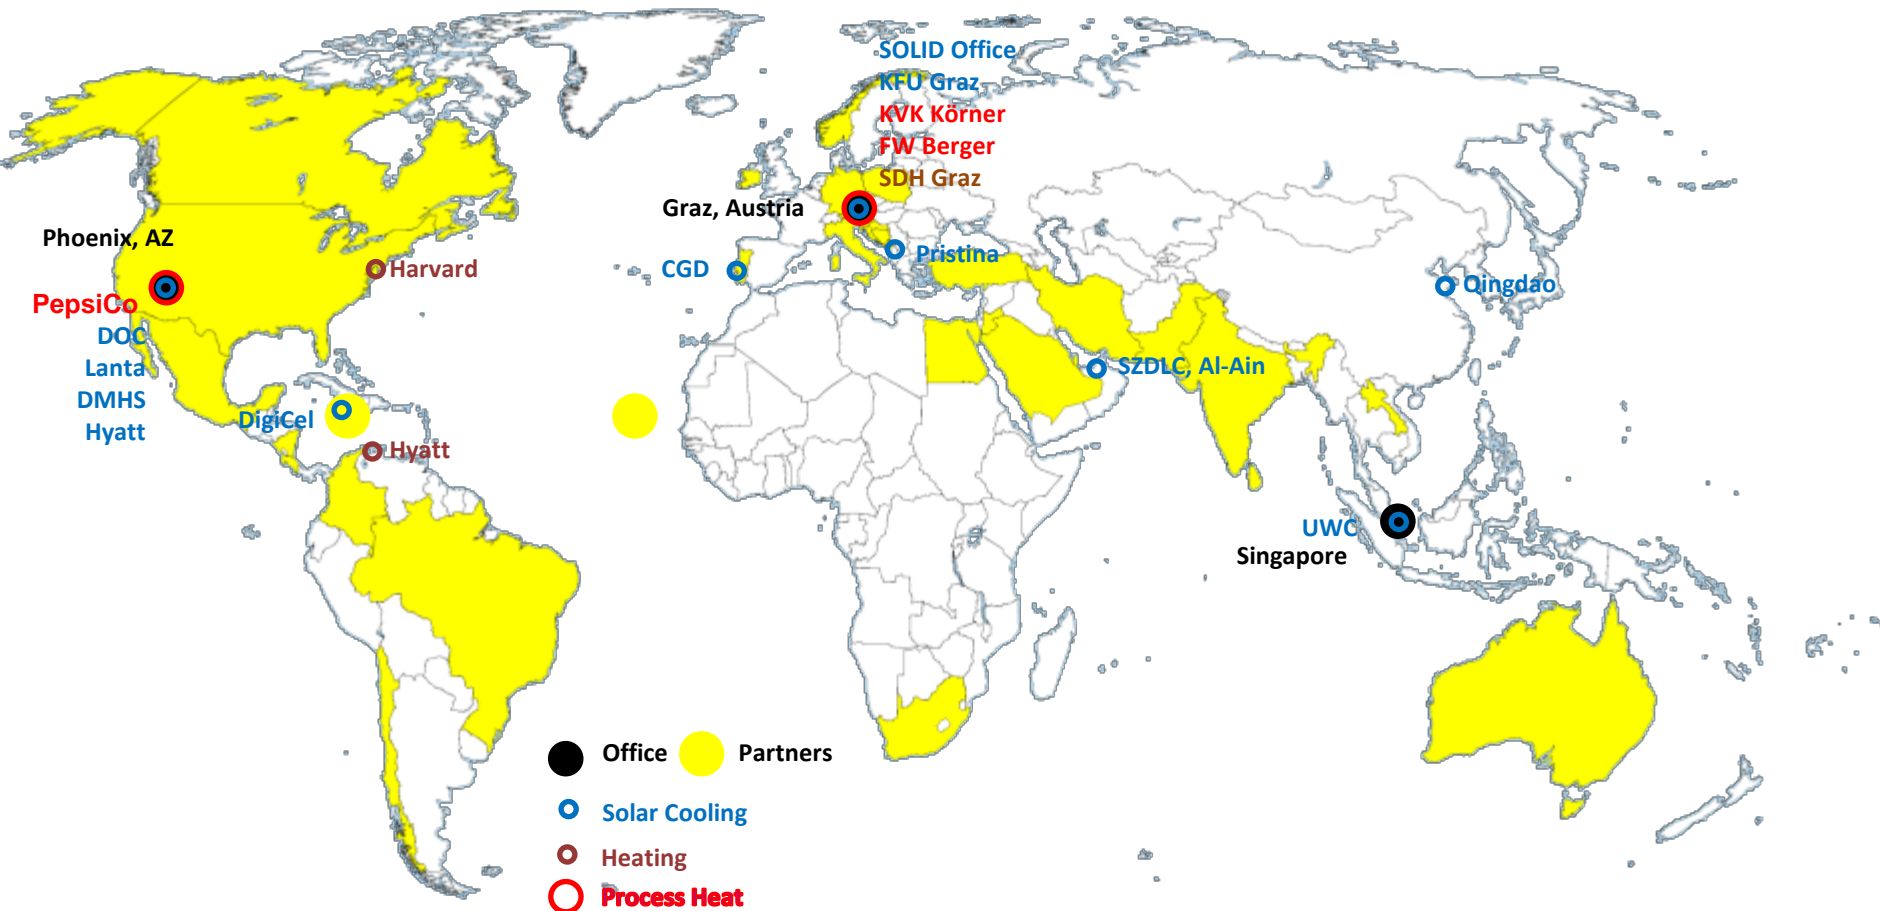 SOLID Office
KFU Graz
KVK Körner
FW Berger
SDH Graz
Graz, Austria
Phoenix, AZ
Harvard
Pristina
CGD
PepsiCo
Qingdao
DOC
Lanta
DMHS
Hyatt
SZDLC, Al-Ain
DigiCel
Hyatt
UWC
Singapore
Office
Partners
Solar Cooling
Heating
Process Heat